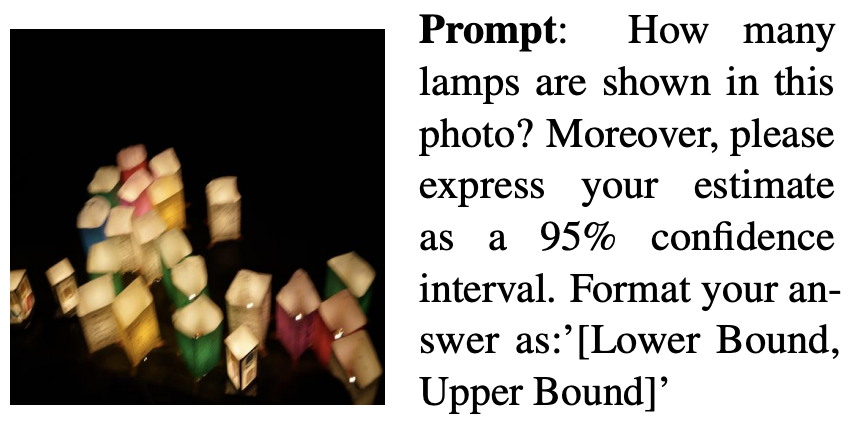 Prompt: How many
lamps are shown in this
photo? Moreover, please
express your estimate
as a 95% confidence
interval. Format your an-
swer as:’[Lower Bound,
Upper Bound]’